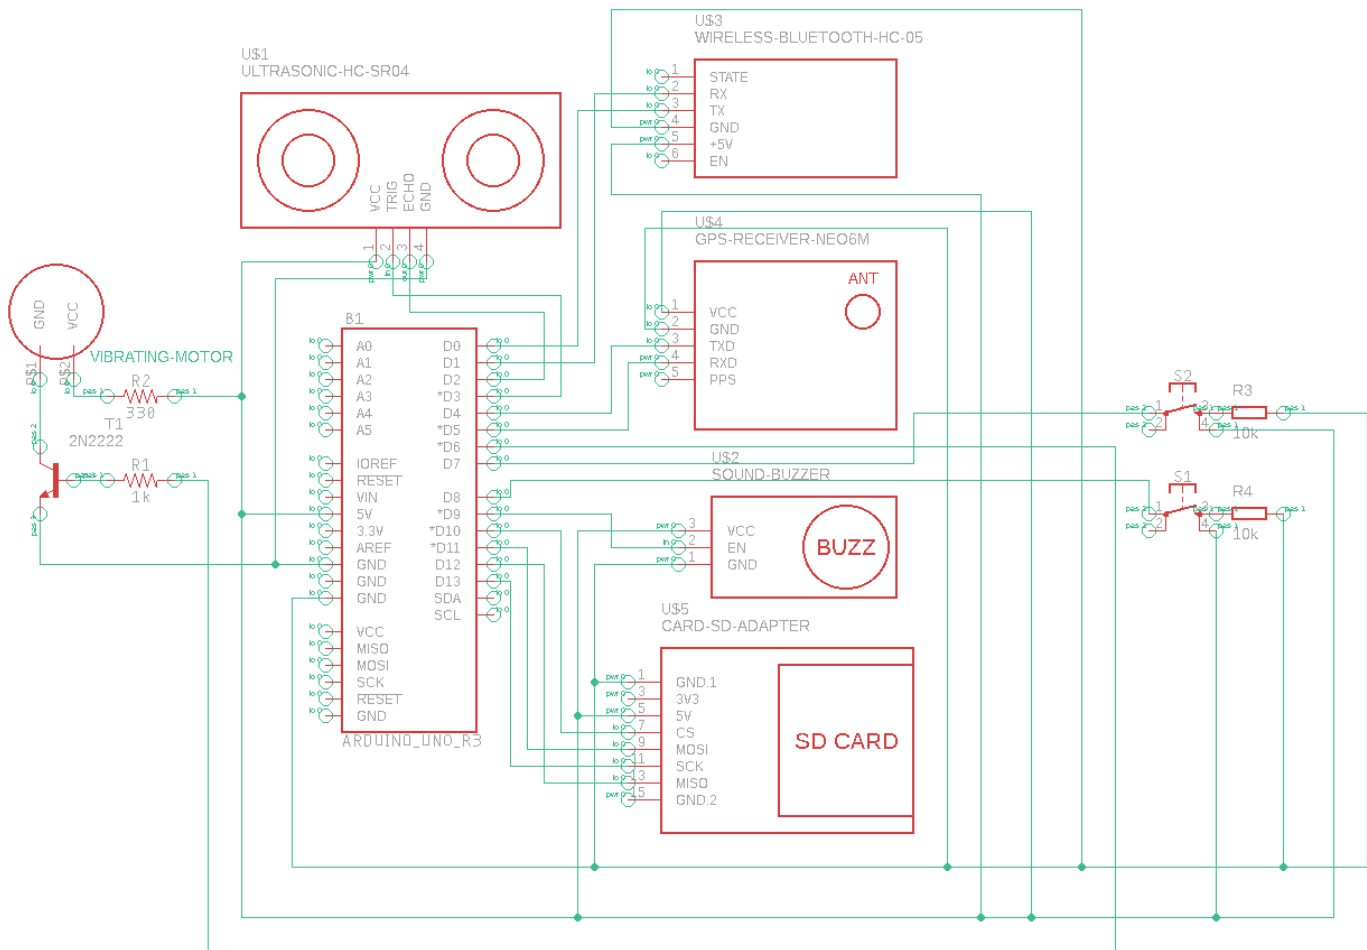 U$3
WIRELESS-BLUETOOTH-HC-05
1 STATE
2 RX
3 TX
4 GND
5 +5V
6 EN
U$1
ULTRASONIC-HC-SR04
VCC
TRIG
ECHO
GND
1
2
3
4
U$4
GPS-RECEIVER-NEO6M
ANT
1 VCC
2 GND
3 TXD
4 RXD
5 PPS
GND
VCC
VIBRATING-MOTOR
R2
330
T1
2N2222
R1
1k
B1
A0 D0
A1 D1
A2 D2
A3 *D3
A4 D4
A5 *D5
*D6
IOREF D7
RESET
VIN D8
5V *D9
3.3V *D10
AREF *D11
GND D12
GND D13
GND SDA
SCL
VCC
MISO
MOSI
SCK
RESET
GND
ARDUINO_UNO_R3
U$2
SOUND-BUZZER
3 VCC
2 EN
1 GND
BUZZ
U$5
CARD-SD-ADAPTER
1 GND.1
3 3V3
5 5V
7 CS
9 MOSI
11 SCK
13 MISO
15 GND.2
SD CARD
S2
1
2
4
R3
10k
S1
1
2
4
R4
10k